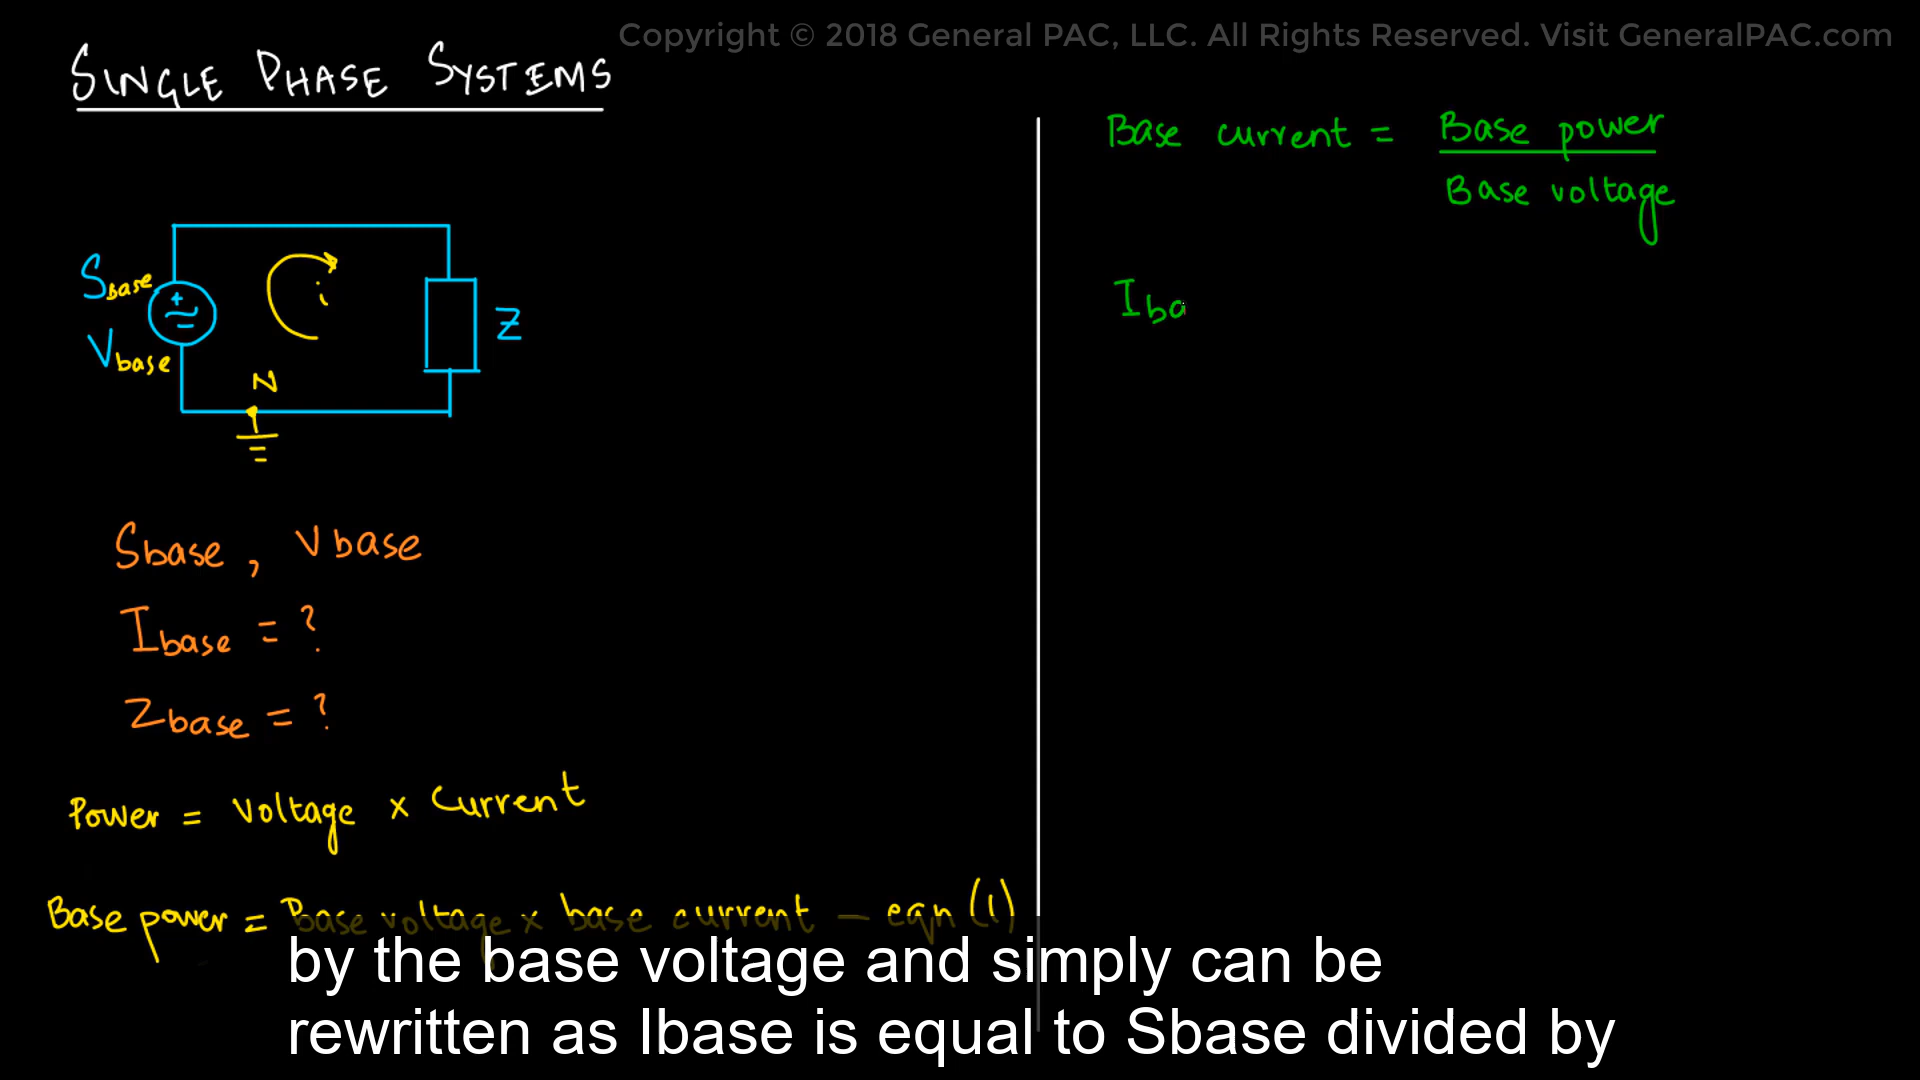 Copyright © 2018 General PAC, LLC. All Rights Reserved. Visit GeneralPAC.com
SINGLE PHASE SYSTEMS
Sbase
Vbase
+
i
N
Z
Sbase , Vbase
Ibase = ?
Zbase = ?
Power = Voltage × Current
Base power = Base voltage × base current — eqn (1)
Base current = Base power
Base voltage
Iba
by the base voltage and simply can be
rewritten as Ibase is equal to Sbase divided by